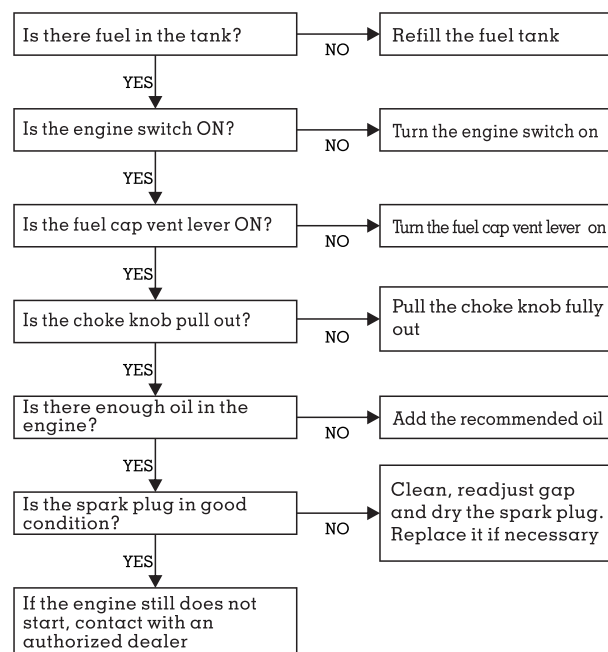 Is there fuel in the tank?
NO
Refill the fuel tank
YES
Is the engine switch ON?
NO
Turn the engine switch on
YES
Is the fuel cap vent lever ON?
NO
Turn the fuel cap vent lever on
YES
Is the choke knob pull out?
NO
Pull the choke knob fully
out
YES
Is there enough oil in the
engine?
NO
Add the recommended oil
YES
Is the spark plug in good
condition?
NO
Clean, readjust gap
and dry the spark plug.
Replace it if necessary
YES
If the engine still does not
start, contact with an
authorized dealer